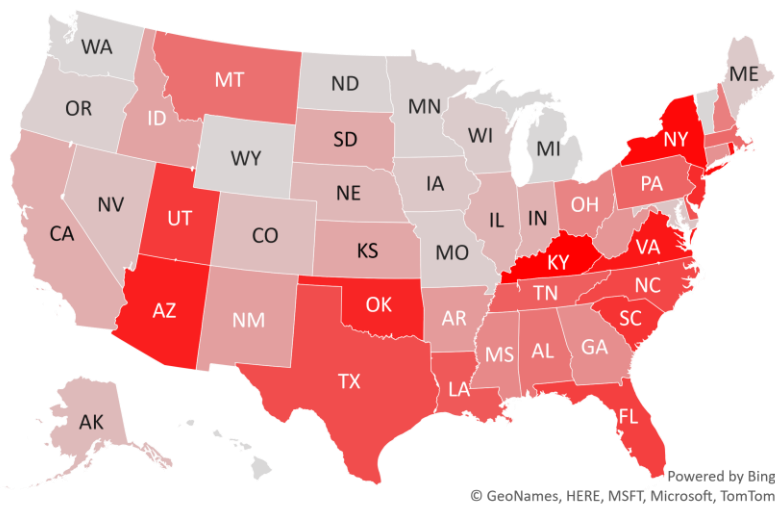 WA
MT
ND
ME
OR
ID
MN
WI
SD
MI
NY
WY
IA
PA
NE
NV
UT
CO
IL
IN
OH
CA
KS
MO
KY
VA
AZ
NM
OK
AR
TN
NC
SC
MS
AL
GA
TX
LA
AK
FL
Powered by Bing
© GeoNames, HERE, MSFT, Microsoft, TomTom